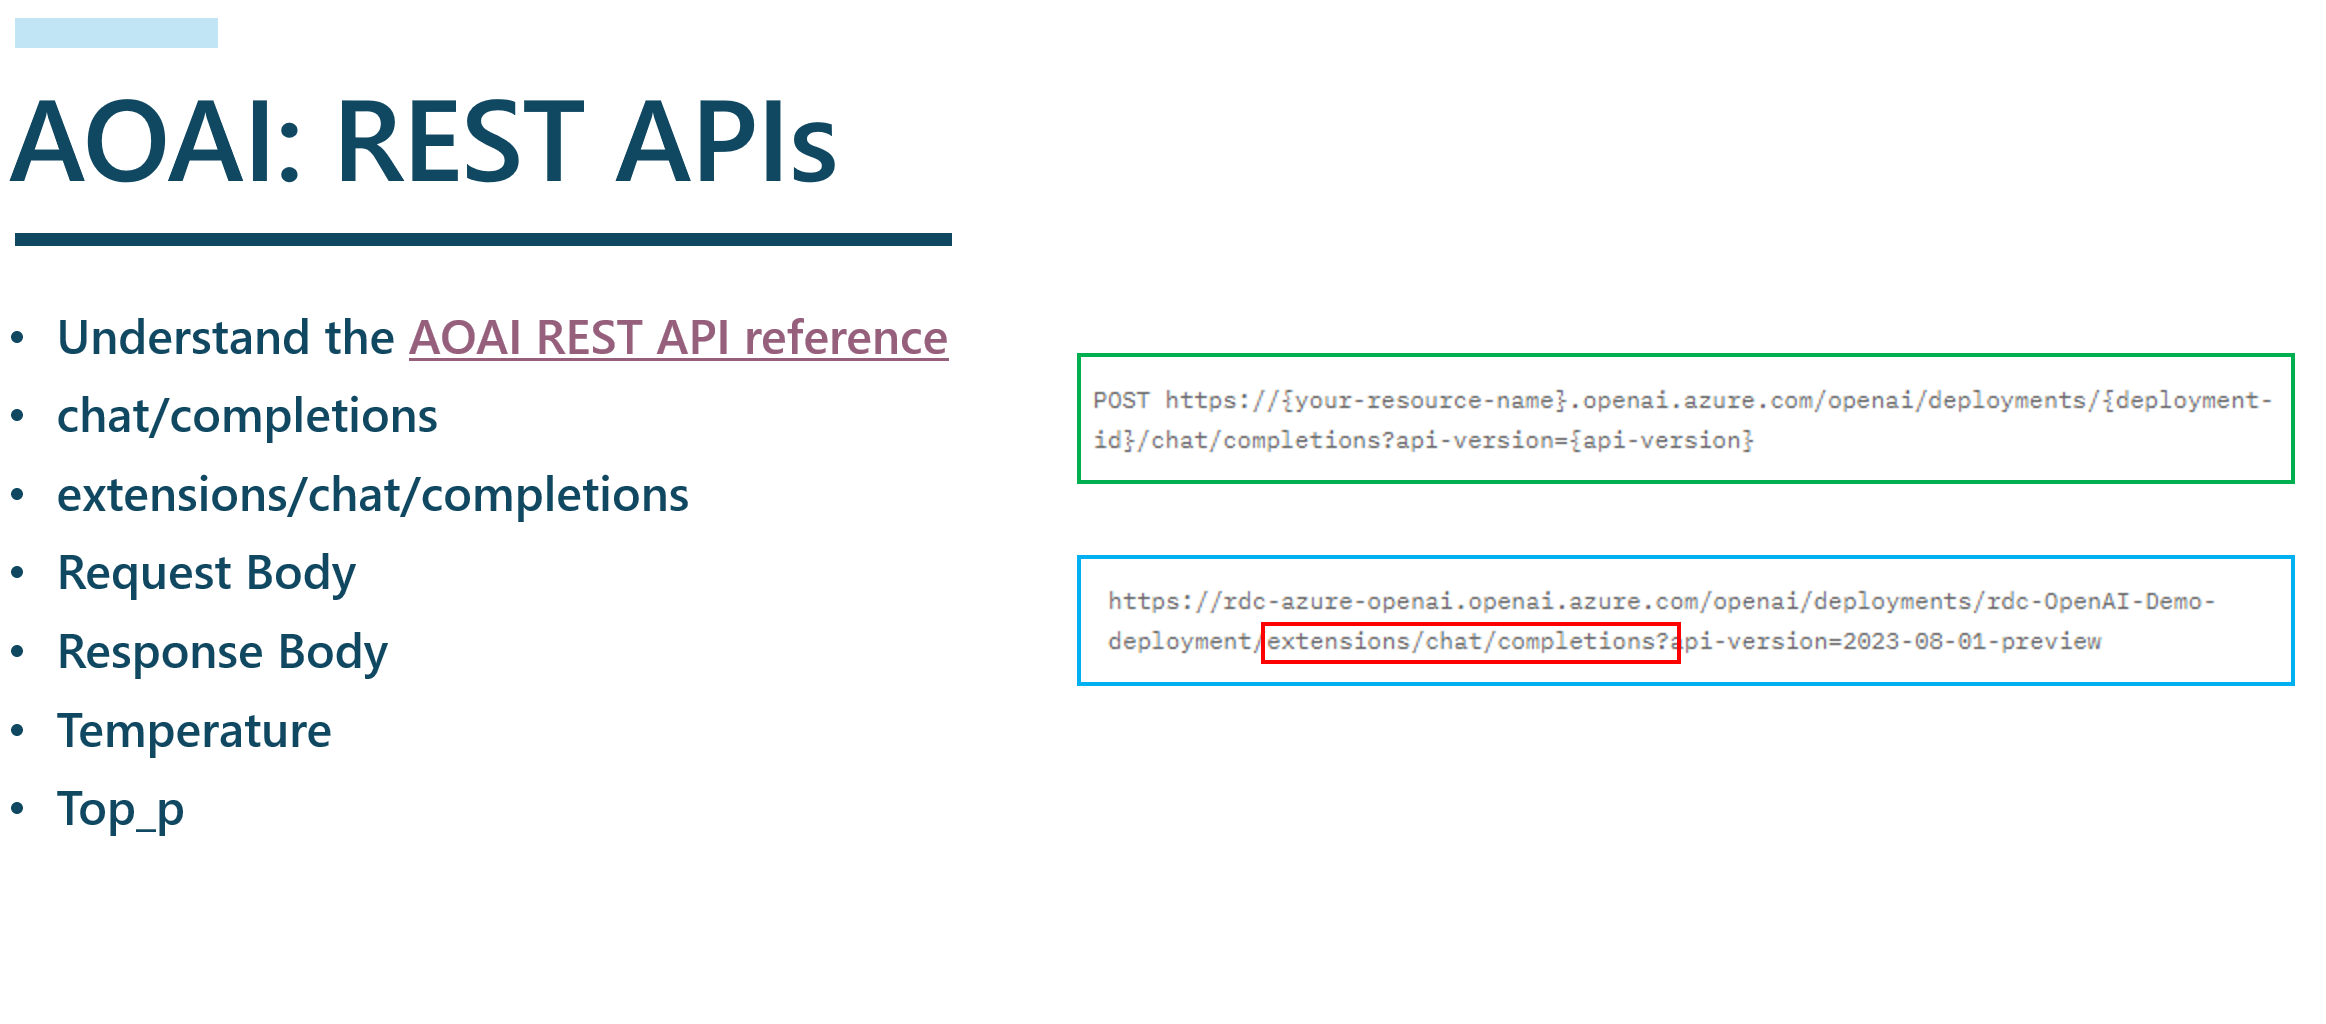 AOAI: REST APIs
• Understand the AOAI REST API reference
• chat/completions
• extensions/chat/completions
• Request Body
• Response Body
• Temperature
• Top_p
POST https://{your-resource-name}.openai.azure.com/openai/deployments/{deployment-
id}/chat/completions?api-version={api-version}
https://rdc-azure-openai.openai.azure.com/openai/deployments/rdc-OpenAI-Demo-
deployment/extensions/chat/completions?api-version=2023-08-01-preview